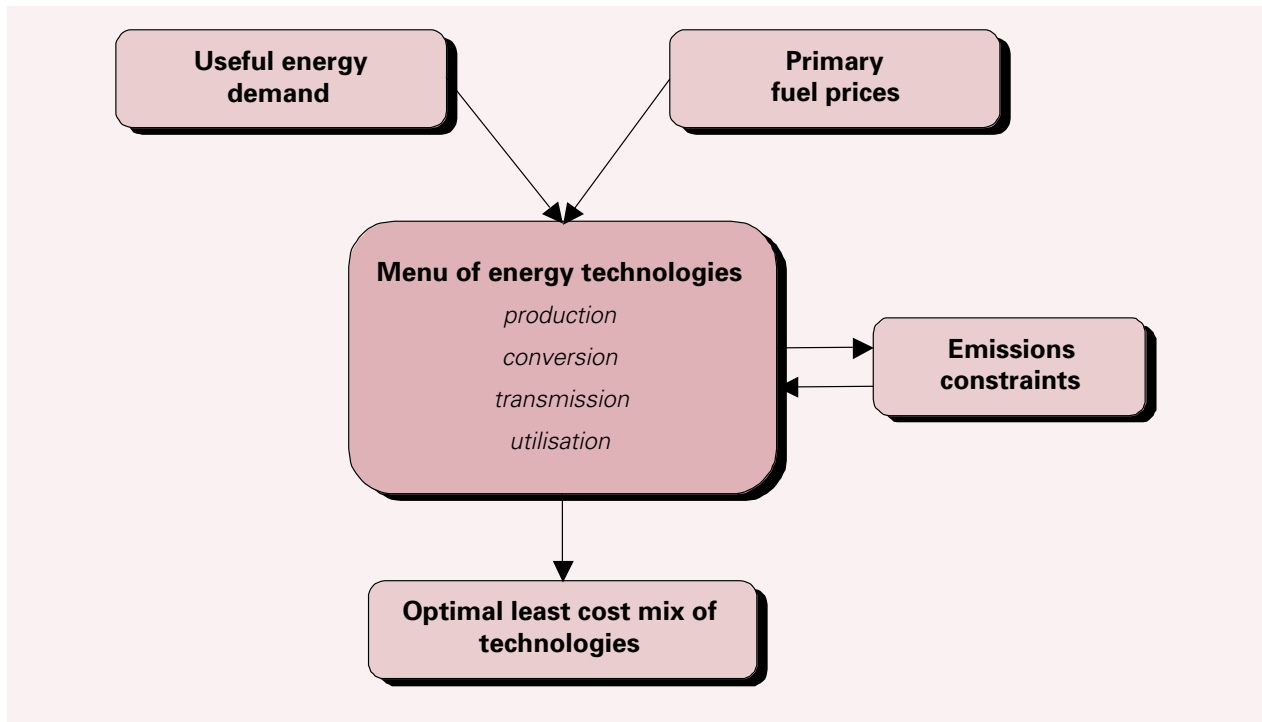 Useful energy
demand
Primary
fuel prices
Menu of energy technologies
production
conversion
transmission
utilisation
Emissions
constraints
Optimal least cost mix of
technologies